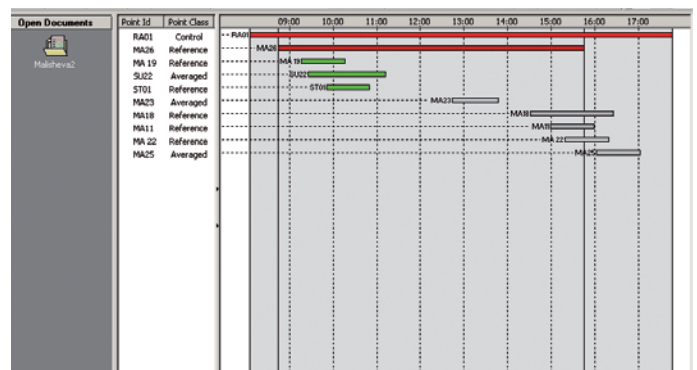 Open Documents Point Id Point Class 09:00 10:00 11:00 12:00 13:00 14:00 15:00 16:00 17:00
Malisheva2
RA01 Control RA01
MA26 Reference MA26
MA 19 Reference MA 19
SU22 Averaged SU22
ST01 Reference ST01
MA23 Averaged MA23
MA18 Reference MA18
MA11 Reference MA11
MA 22 Reference MA 22
MA25 Averaged MA25